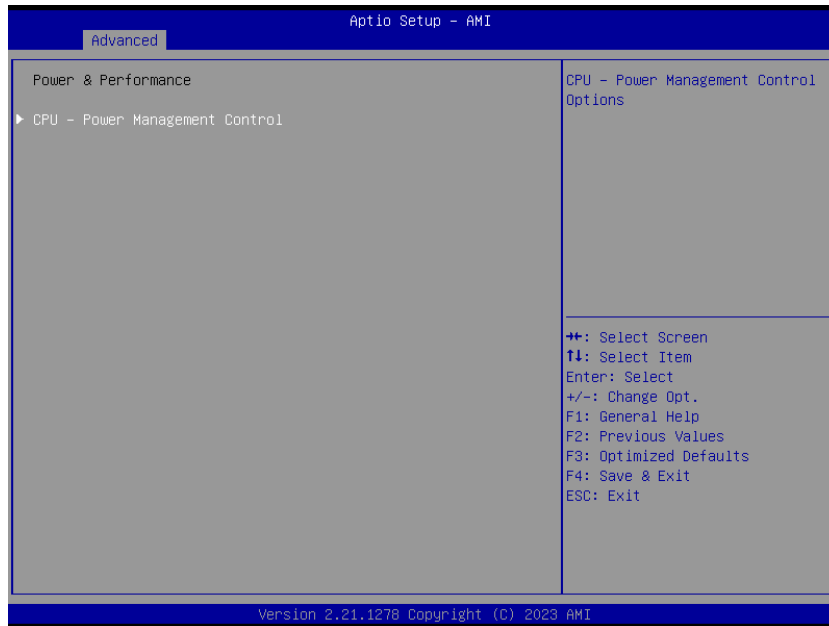 Aptio Setup – AMI
Advanced
Power & Performance
CPU – Power Management Control
CPU – Power Management Control
Options
→←: Select Screen
↑↓: Select Item
Enter: Select
+/-: Change Opt.
F1: General Help
F2: Previous Values
F3: Optimized Defaults
F4: Save & Exit
ESC: Exit
Version 2.21.1278 Copyright (C) 2023 AMI